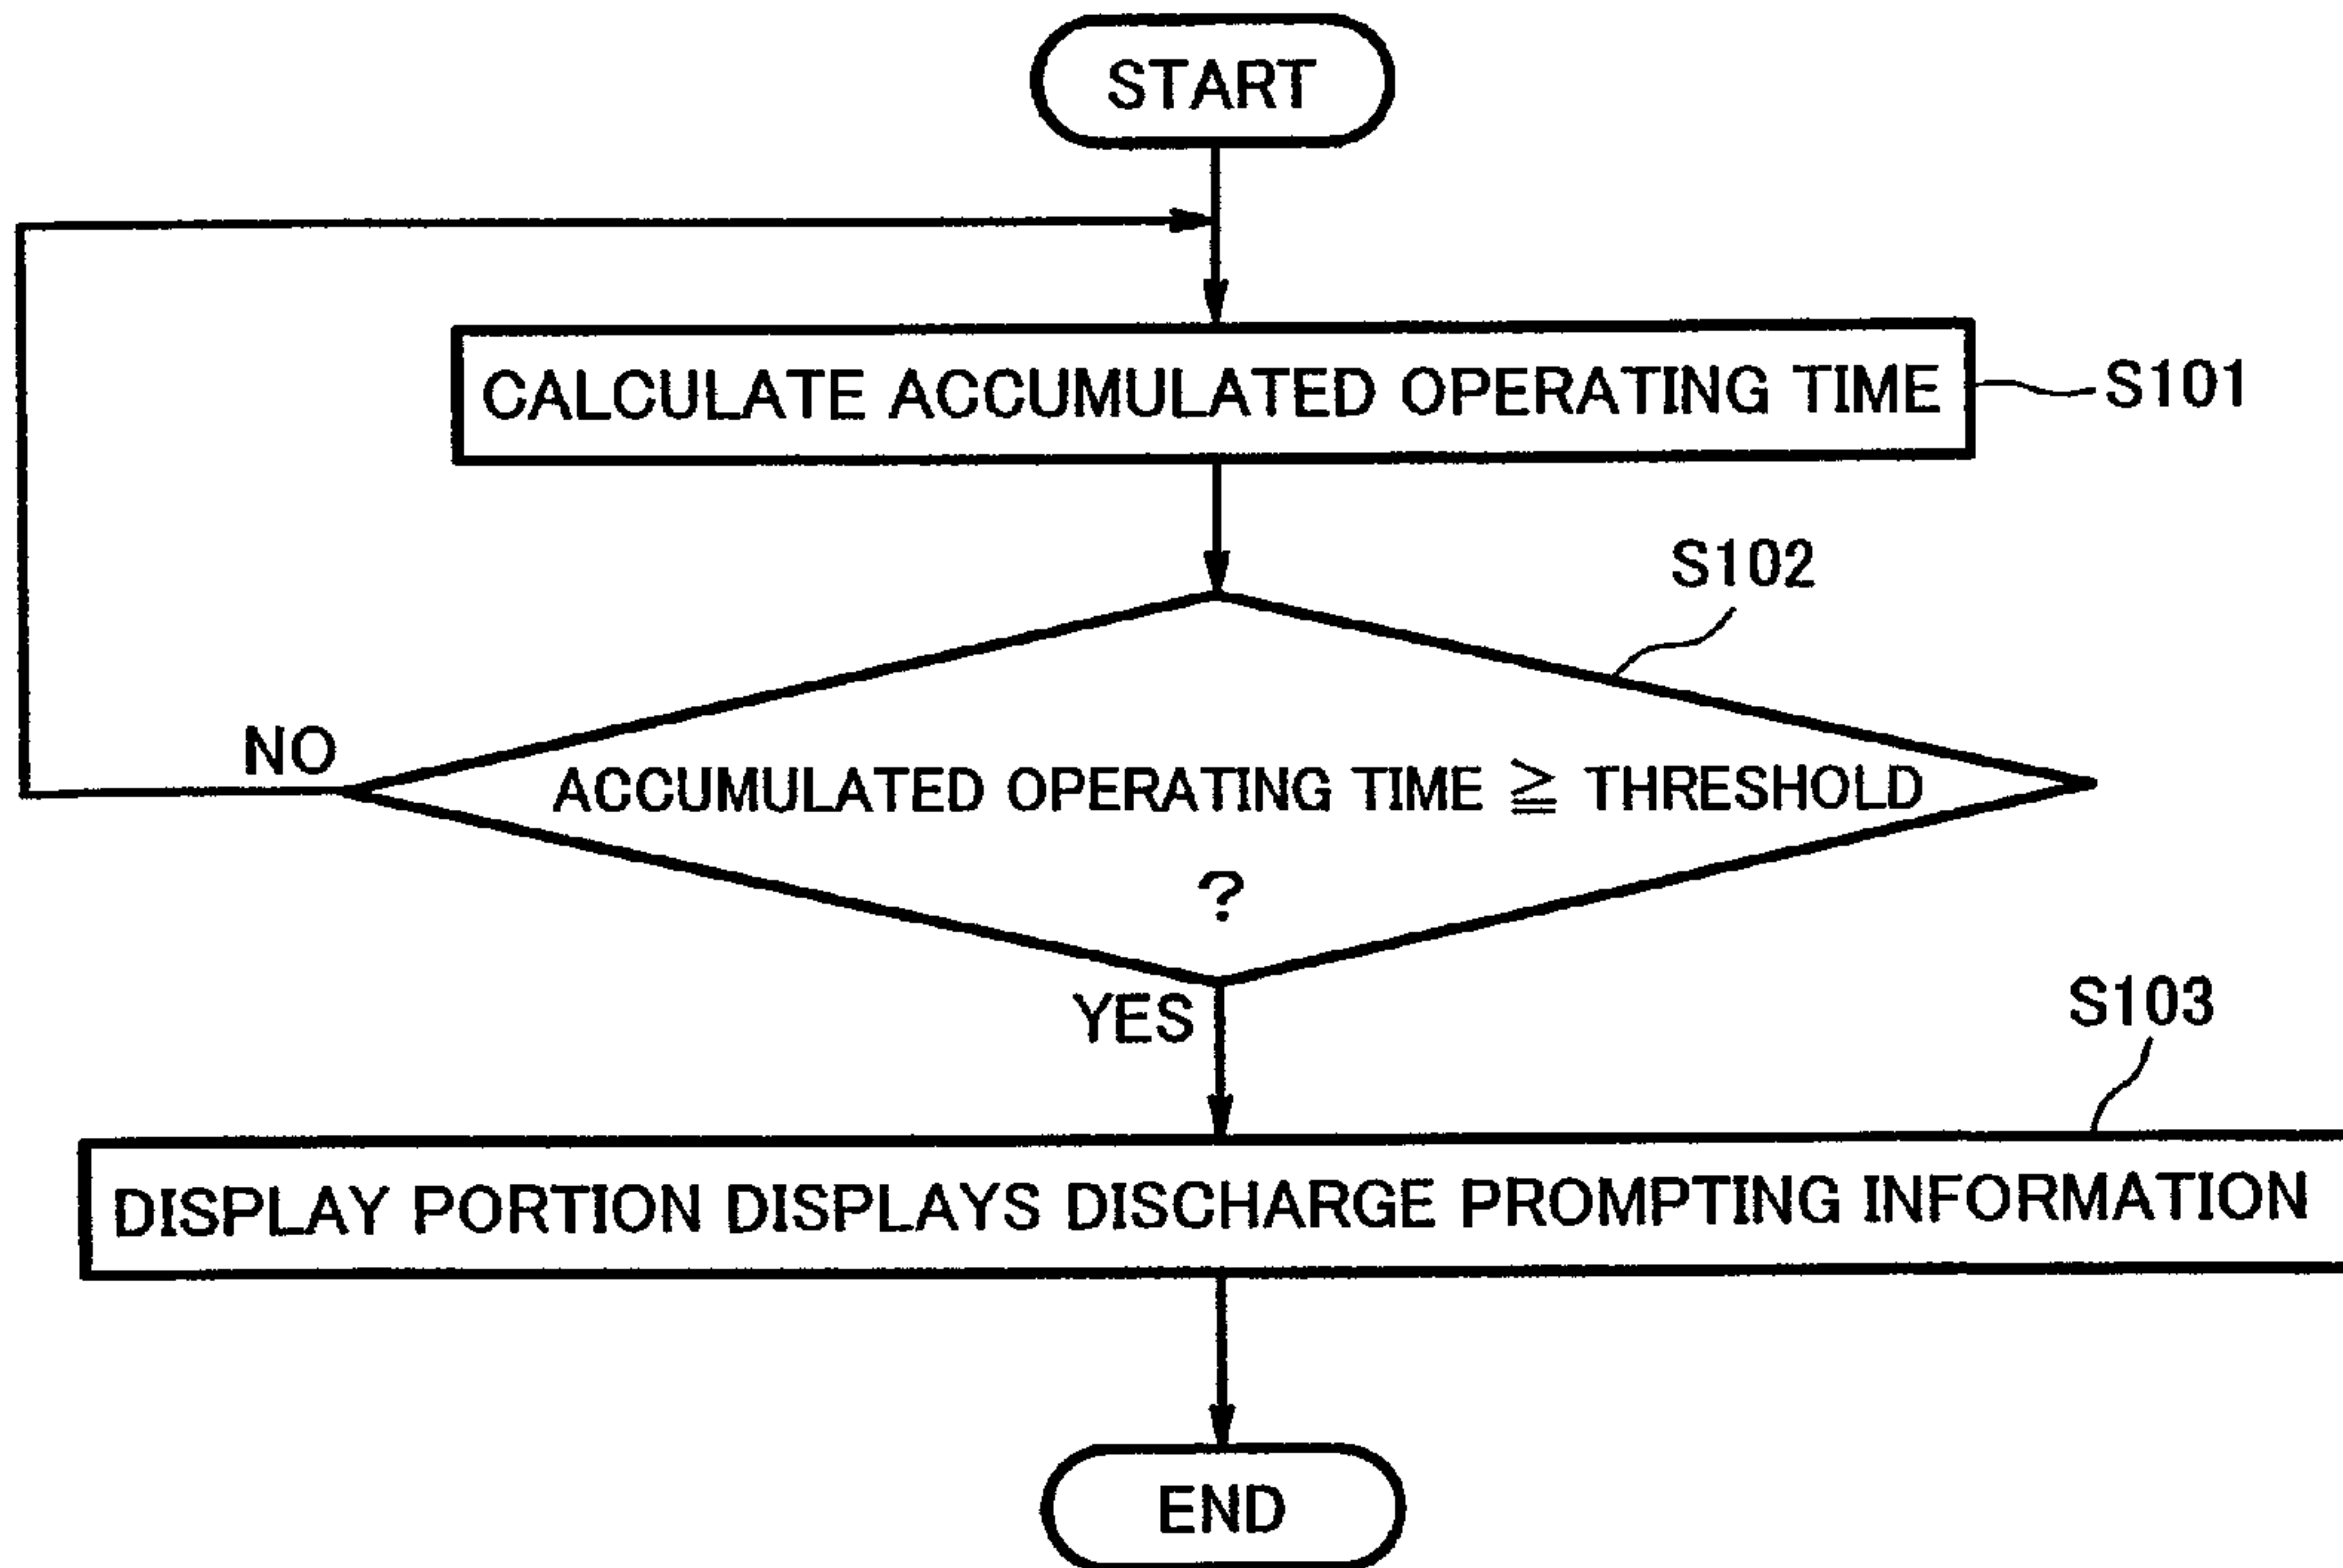 START
CALCULATE ACCUMULATED OPERATING TIME
S101
S102
NO
ACCUMULATED OPERATING TIME ≧ THRESHOLD
?
YES
S103
DISPLAY PORTION DISPLAYS DISCHARGE PROMPTING INFORMATION
END